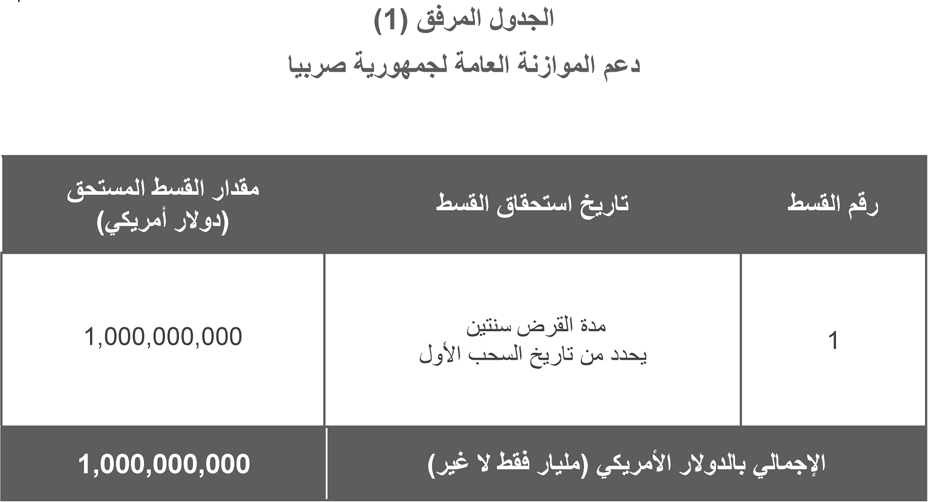 الجدول المرفق (1)
دعم الموازنة العامة لجمهورية صربيا
رقم القسط
تاريخ استحقاق القسط
مقدار القسط المستحق
(دولار أمريكي)
1
مدة القرض سنتين
يحدد من تاريخ السحب الأول
1,000,000,000
الإجمالي بالدولار الأمريكي (مليار فقط لا غير)
1,000,000,000